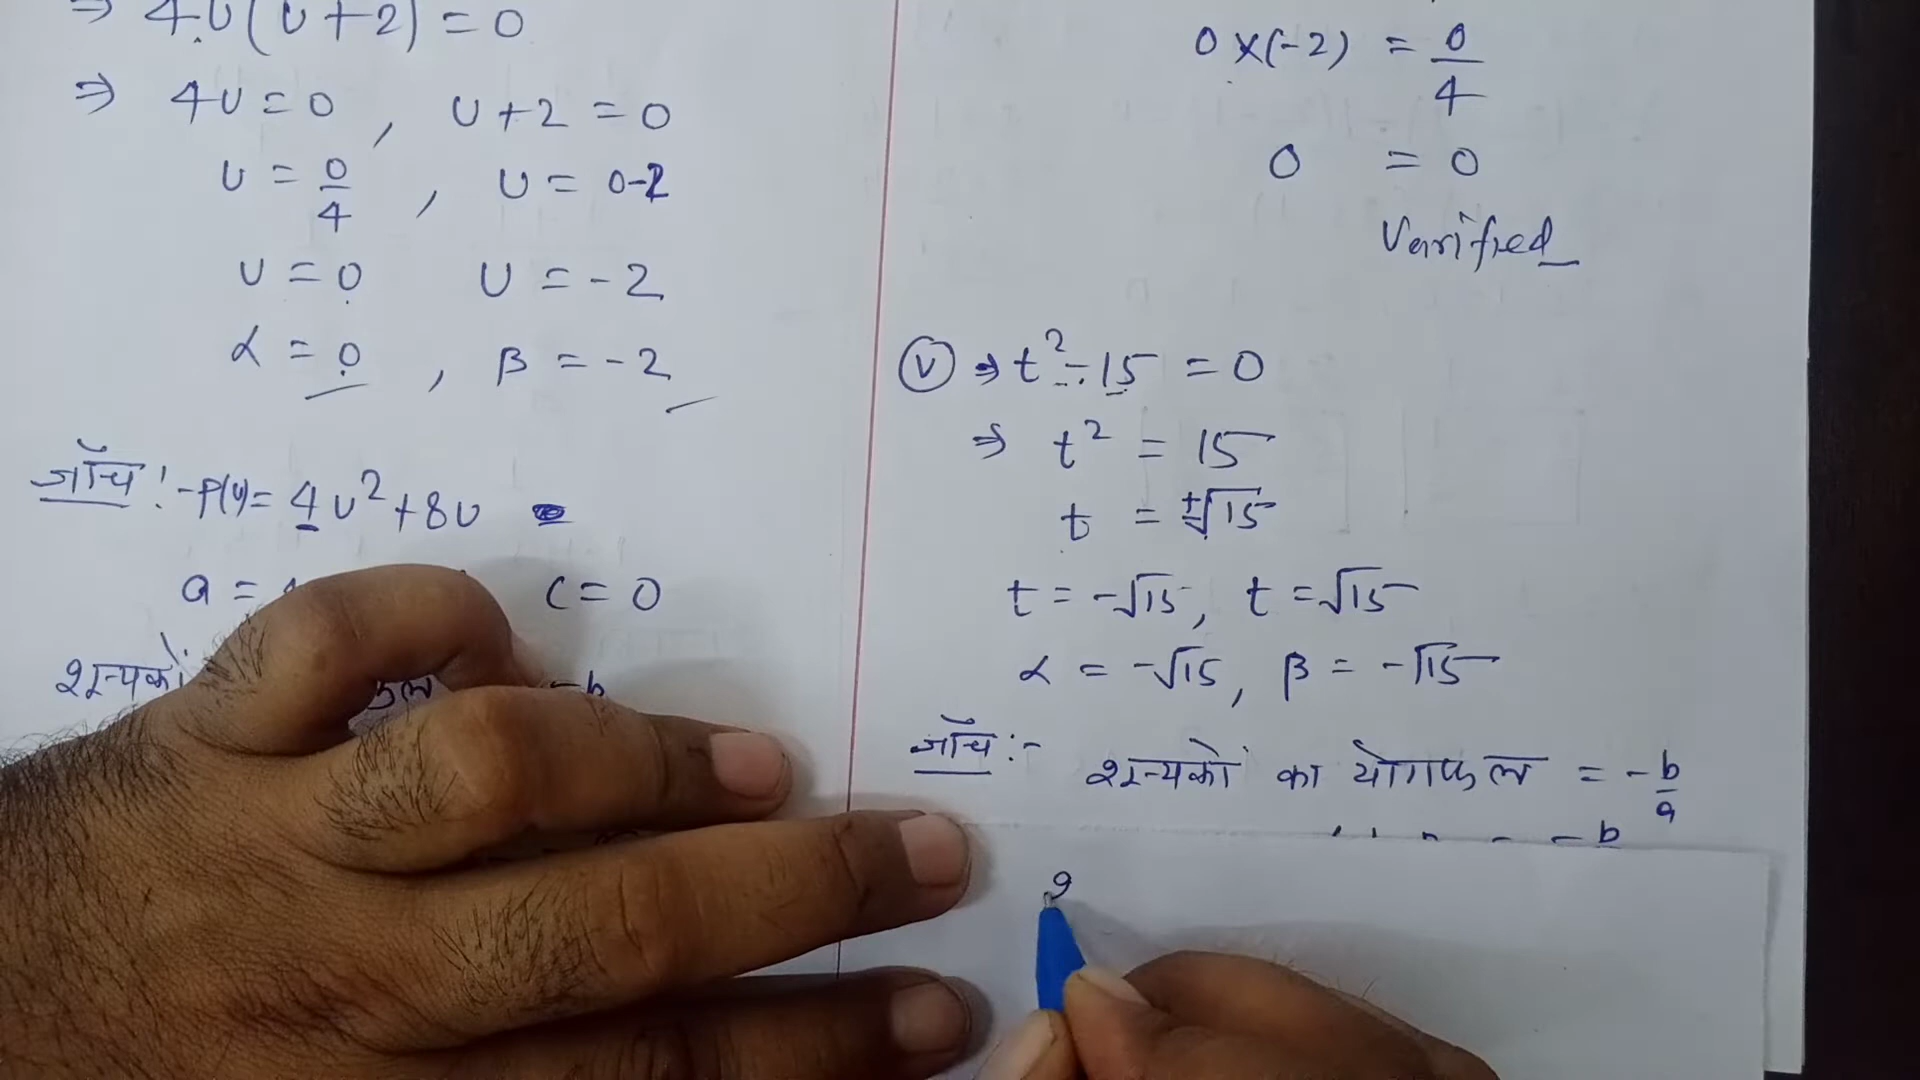 ⇒ 4u(u+2) = 0
⇒ 4u = 0 , u+2 = 0
u = 0/4 , u = 0-2
u = 0 u = -2
α = 0 , β = -2
जाँच :- p(u) = 4u²+8u
a = c = 0
शून्यकों -b
0×(-2) = 0/4
0 = 0
Varified
(v) ⇒ t²-15 = 0
⇒ t² = 15
t = ±√15
t = -√15, t = √15
α = -√15, β = -√15
जाँच :- शून्यकों का योगफल = -b/a
-b